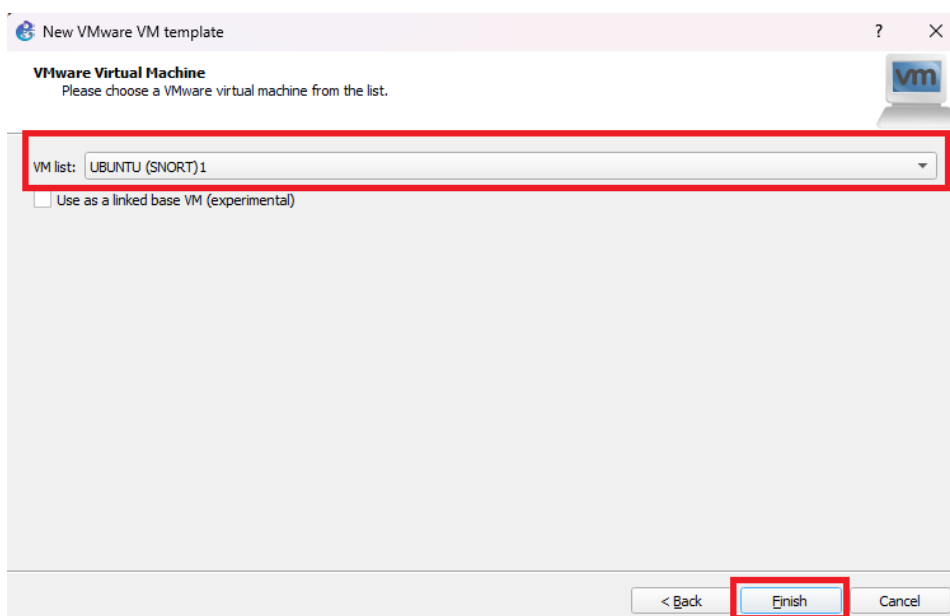 New VMware VM template
? X
VMware Virtual Machine
Please choose a VMware virtual machine from the list.
vm
VM list: UBUNTU (SNORT)1
Use as a linked base VM (experimental)
< Back Finish Cancel